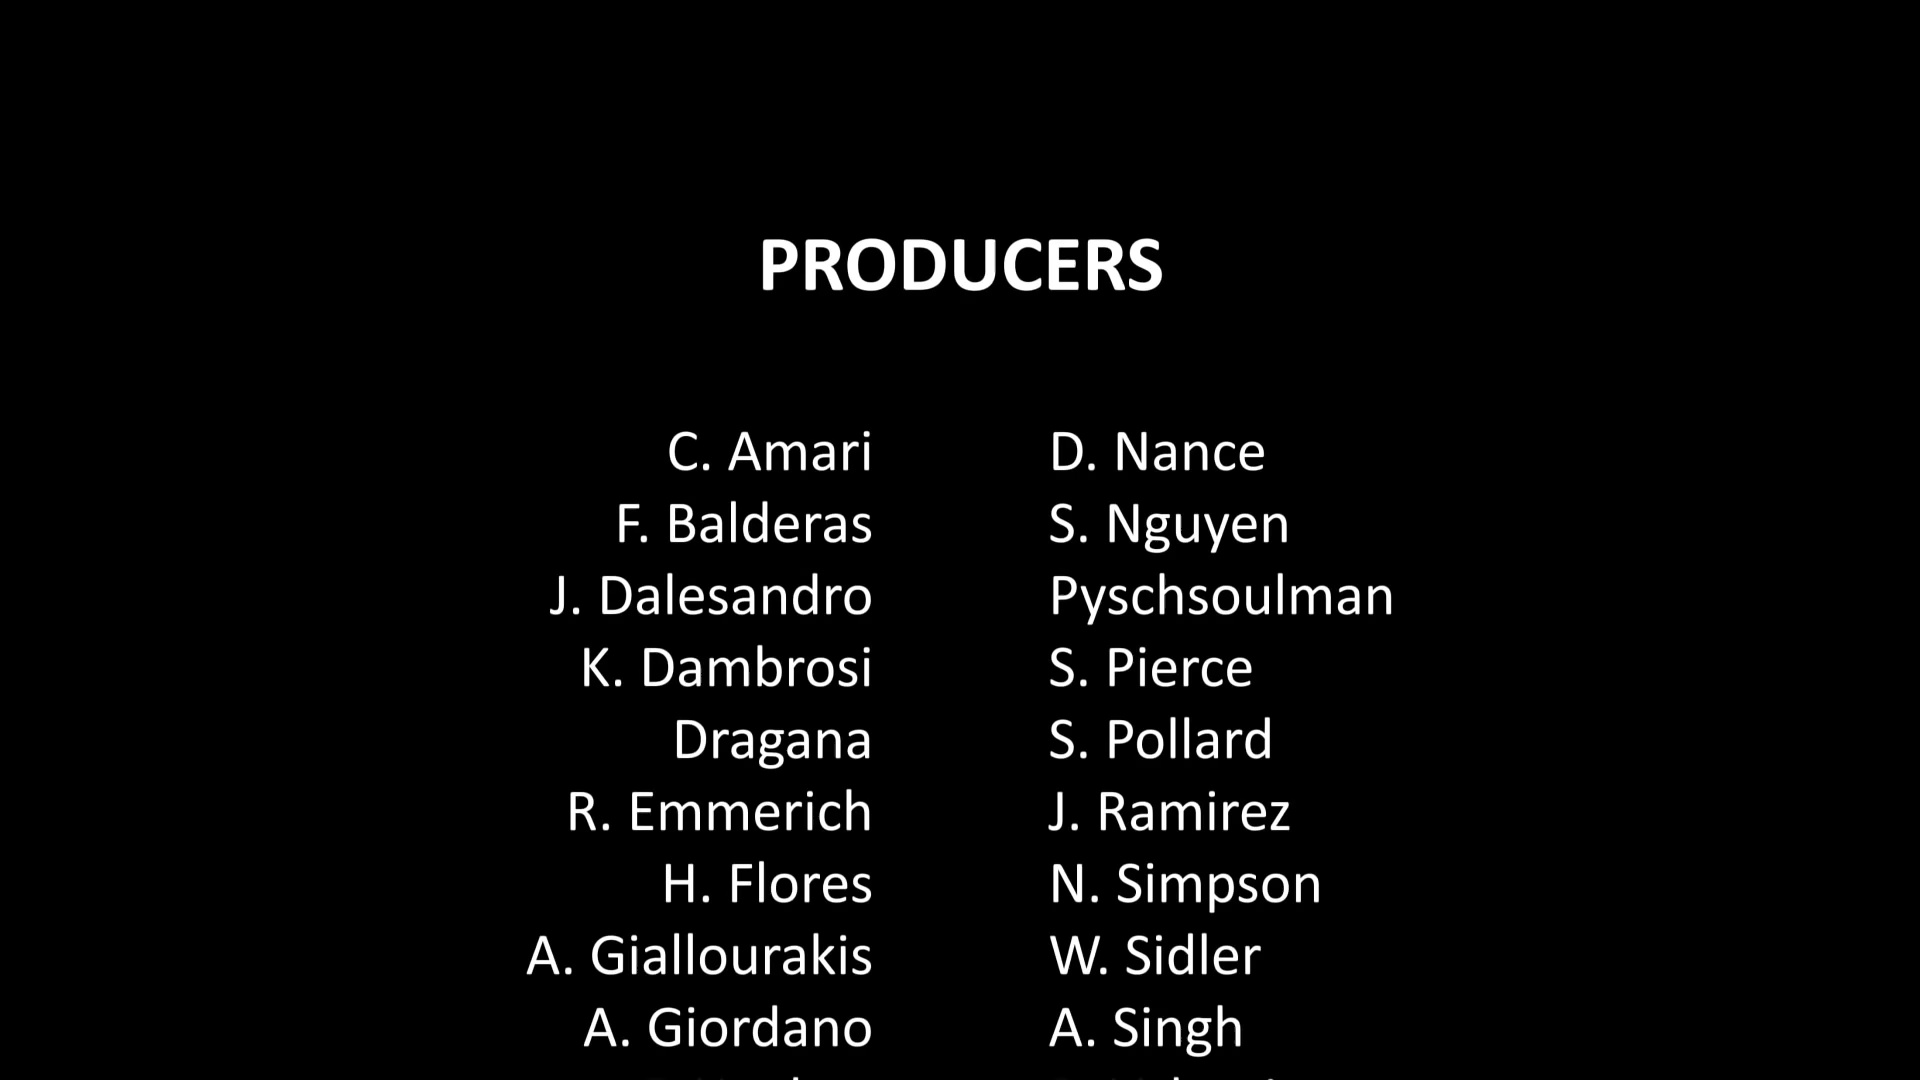 PRODUCERS
C. Amari
F. Balderas
J. Dalesandro
K. Dambrosi
Dragana
R. Emmerich
H. Flores
A. Giallourakis
A. Giordano
D. Nance
S. Nguyen
Pyschsoulman
S. Pierce
S. Pollard
J. Ramirez
N. Simpson
W. Sidler
A. Singh